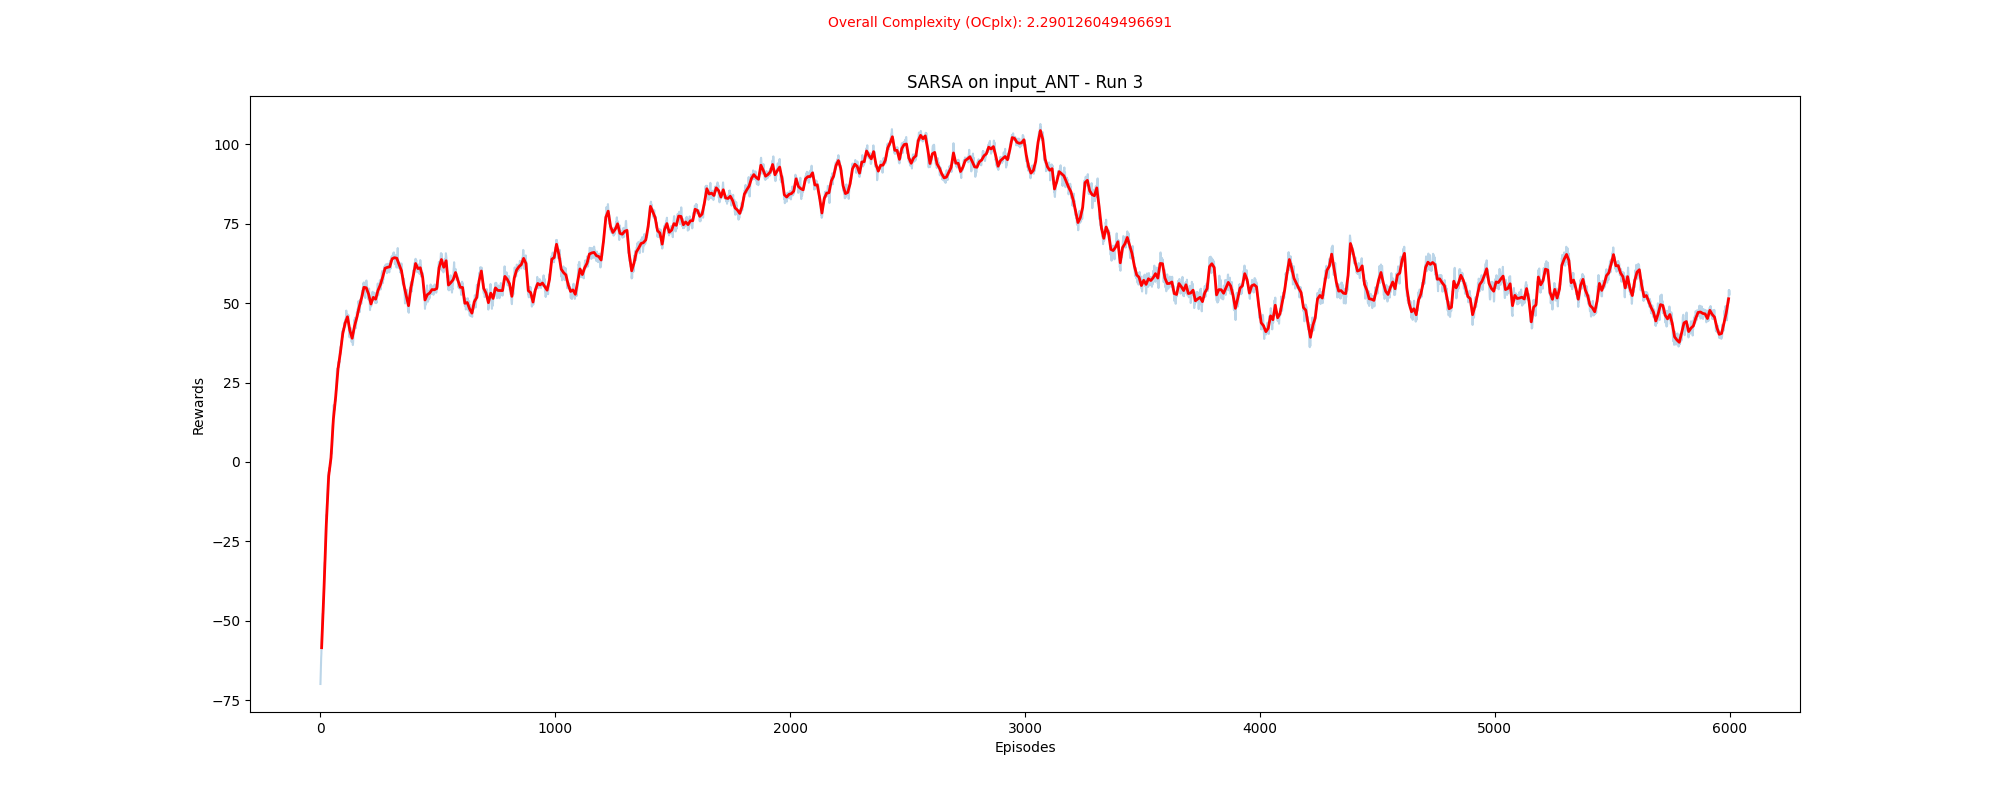 Overall Complexity (OCplx): 2.290126049496691
SARSA on input_ANT - Run 3
Rewards
100
75
50
25
0
−25
−50
−75
0 1000 2000 3000 4000 5000 6000
Episodes